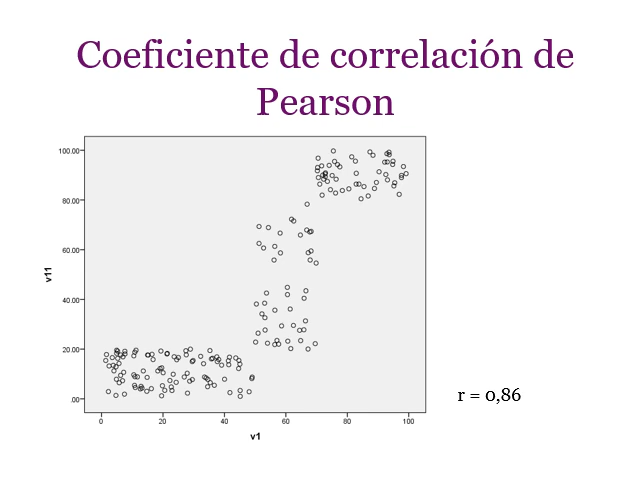 Coeficiente de correlación de
Pearson
100.00
80.00
60.00
40.00
20.00
.00
v11
0
20
40
60
80
100
v1
r = 0,86